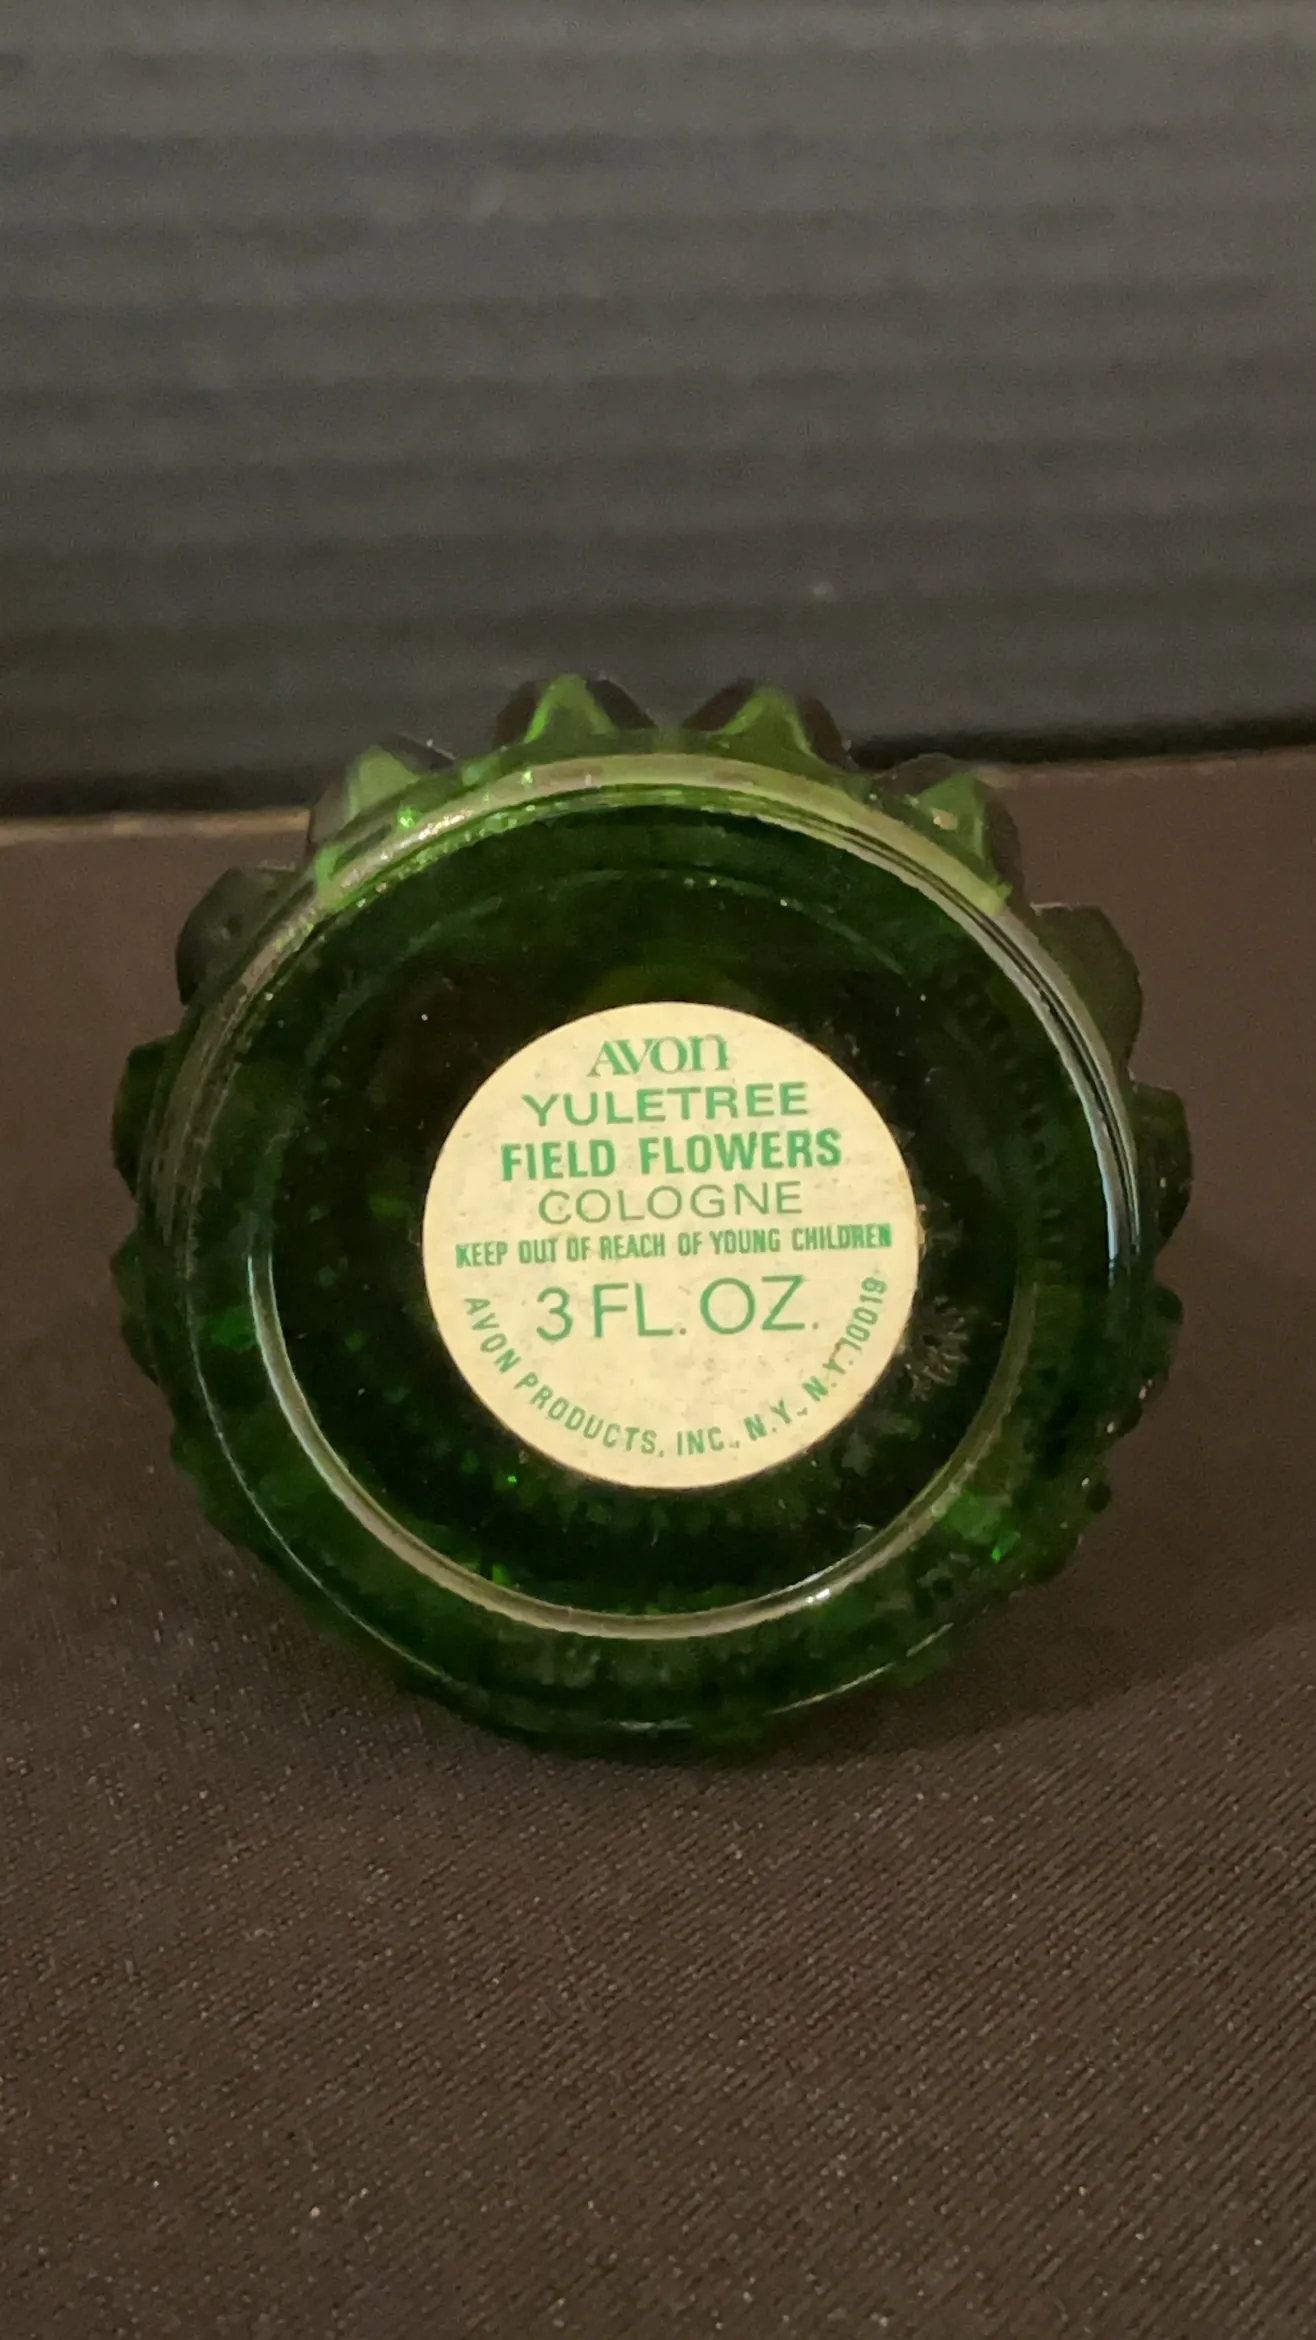 AVON
YULETREE
FIELD FLOWERS
COLOGNE
KEEP OUT OF REACH OF YOUNG CHILDREN
3 FL. OZ.
AVON PRODUCTS, INC., N.Y., N.Y. 10019